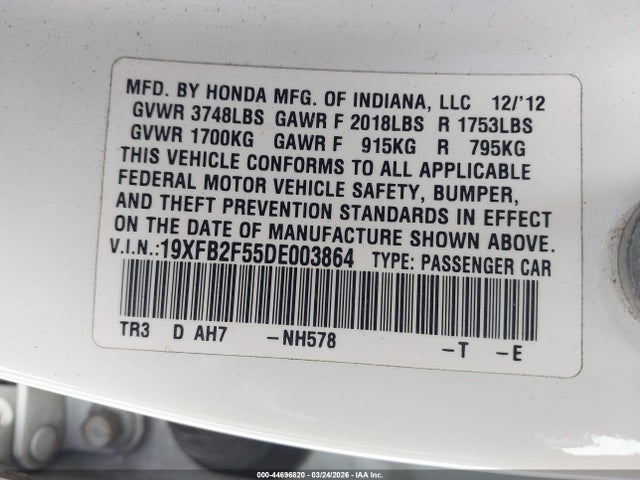 MFD. BY HONDA MFG. OF INDIANA, LLC 12/'12
GVWR 3748LBS GAWR F 2018LBS R 1753LBS
GVWR 1700KG GAWR F 915KG R 795KG
THIS VEHICLE CONFORMS TO ALL APPLICABLE
FEDERAL MOTOR VEHICLE SAFETY, BUMPER,
AND THEFT PREVENTION STANDARDS IN EFFECT
ON THE DATE OF MANUFACTURE SHOWN ABOVE.
V.I.N.:19XFB2F55DE003864 TYPE: PASSENGER CAR
TR3 D AH7 -NH578 -T -E
000-44696820 - 03/24/2026 - IAA Inc.